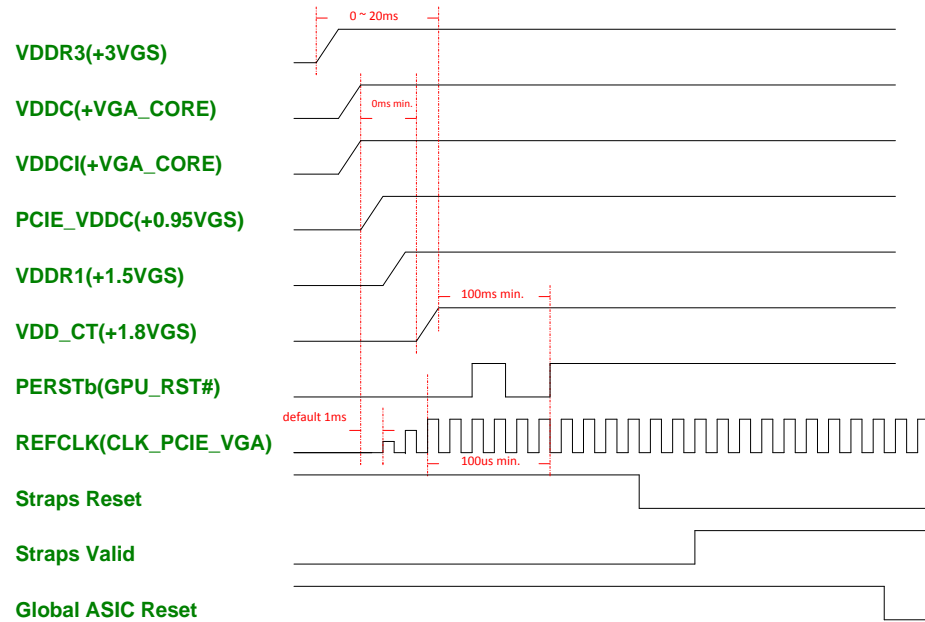 0 ~ 20ms
VDDR3(+3VGS)
VDDC(+VGA_CORE)
0ms min.
VDDCI(+VGA_CORE)
PCIE_VDDC(+0.95VGS)
VDDR1(+1.5VGS)
100ms min.
VDD_CT(+1.8VGS)
PERSTb(GPU_RST#)
default 1ms
REFCLK(CLK_PCIE_VGA)
100us min.
Straps Reset
Straps Valid
Global ASIC Reset